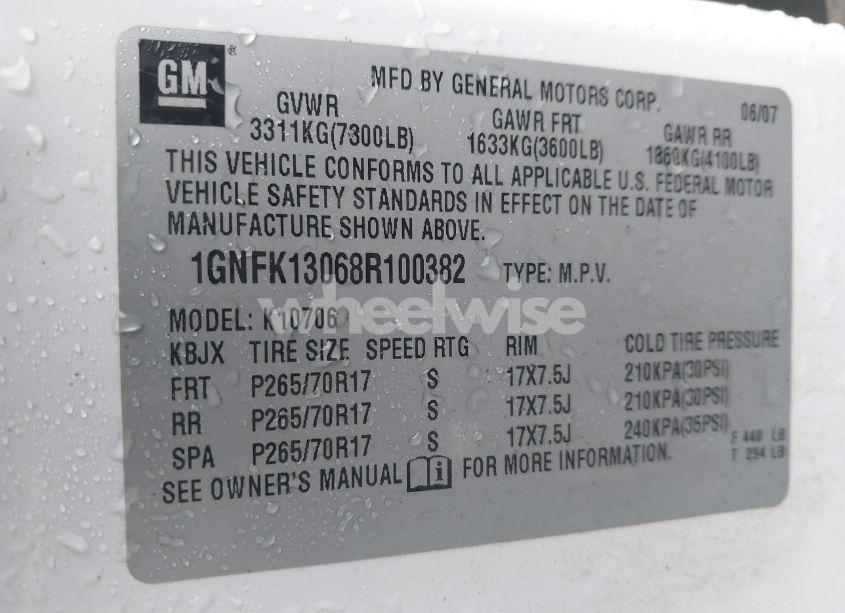 GM®
MFD BY GENERAL MOTORS CORP. 06/07
GVWR GAWR FRT GAWR RR
3311KG(7300LB) 1633KG(3600LB) 1860KG(4100LB)
THIS VEHICLE CONFORMS TO ALL APPLICABLE U.S. FEDERAL MOTOR
VEHICLE SAFETY STANDARDS IN EFFECT ON THE DATE OF
MANUFACTURE SHOWN ABOVE.
1GNFK13068R100382 TYPE: M.P.V.
wheelwise
MODEL: K10706
KBJX TIRE SIZE SPEED RTG RIM COLD TIRE PRESSURE
FRT P265/70R17 S 17X7.5J 210KPA(30PSI)
RR P265/70R17 S 17X7.5J 210KPA(30PSI)
SPA P265/70R17 S 17X7.5J 240KPA(35PSI)
F 440 LB
T 294 LB
SEE OWNER'S MANUAL i FOR MORE INFORMATION.